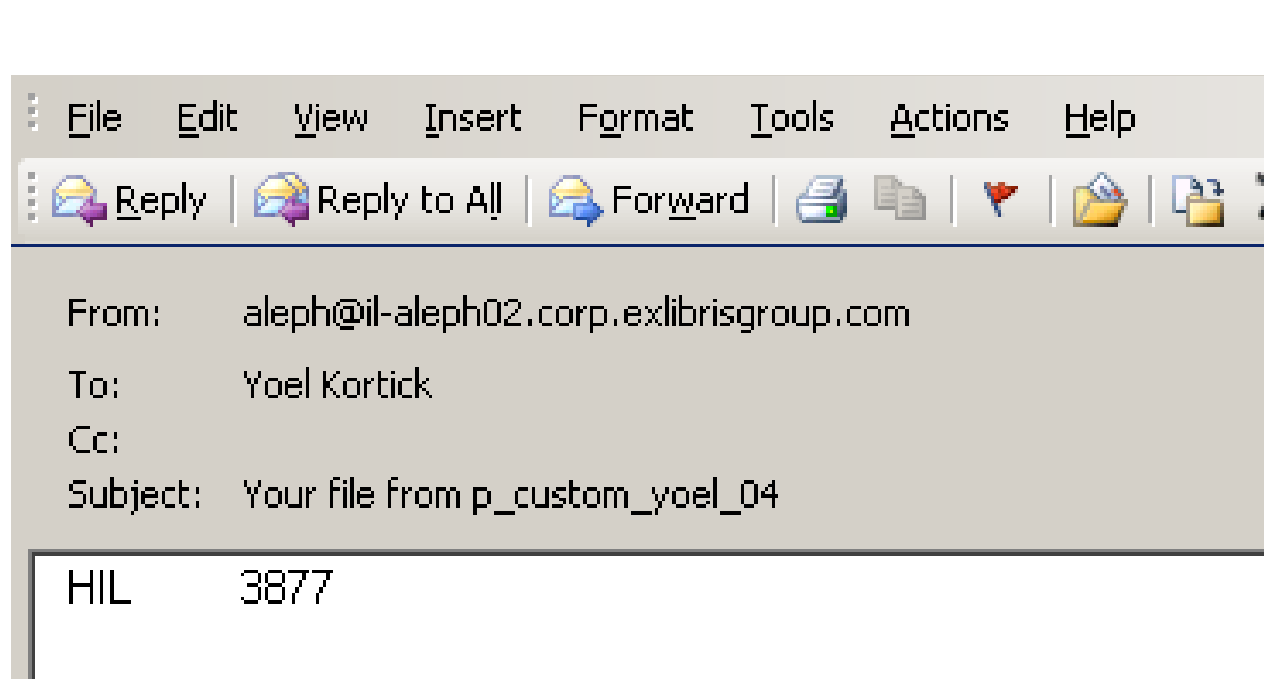 File Edit View Insert Format Tools Actions Help
Reply Reply to All Forward
From: aleph@il-aleph02.corp.exlibrisgroup.com
To: Yoel Kortick
Cc:
Subject: Your file from p_custom_yoel_04
HIL 3877